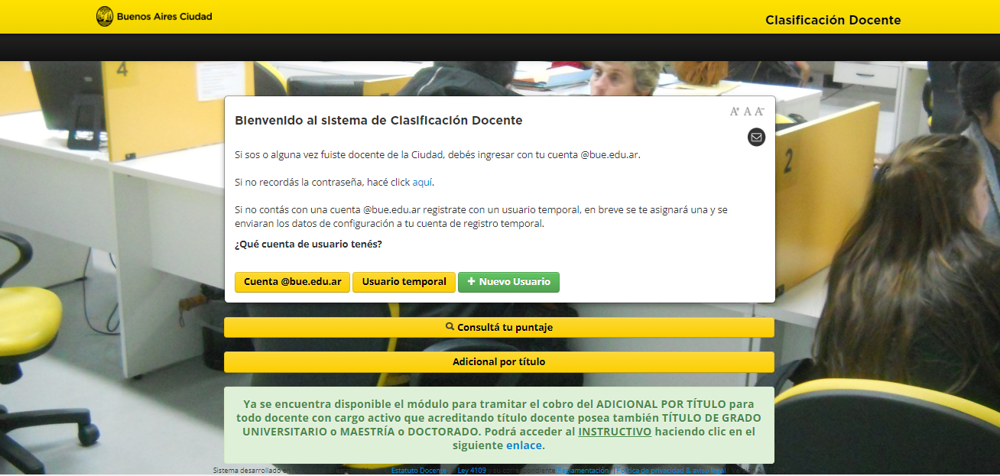 Buenos Aires Ciudad
Clasificación Docente
4
2
Bienvenido al sistema de Clasificación Docente
A+ A A-
Si sos o alguna vez fuiste docente de la Ciudad, debés ingresar con tu cuenta @bue.edu.ar.
Si no recordás la contraseña, hacé click aquí.
Si no contás con una cuenta @bue.edu.ar registrate con un usuario temporal, en breve se te asignará una y se
enviaran los datos de configuración a tu cuenta de registro temporal.
¿Qué cuenta de usuario tenés?
Cuenta @bue.edu.ar Usuario temporal + Nuevo Usuario
Consultá tu puntaje
Adicional por título
Ya se encuentra disponible el módulo para tramitar el cobro del ADICIONAL POR TÍTULO para
todo docente con cargo activo que acreditando título docente posea también TÍTULO DE GRADO
UNIVERSITARIO o MAESTRÍA o DOCTORADO. Podrá acceder al INSTRUCTIVO haciendo clic en el
siguiente enlace.
Sistema desarrollado Estatuto Docente Ley 4109 y su correspondiente Reglamentación | Política de privacidad & aviso legal